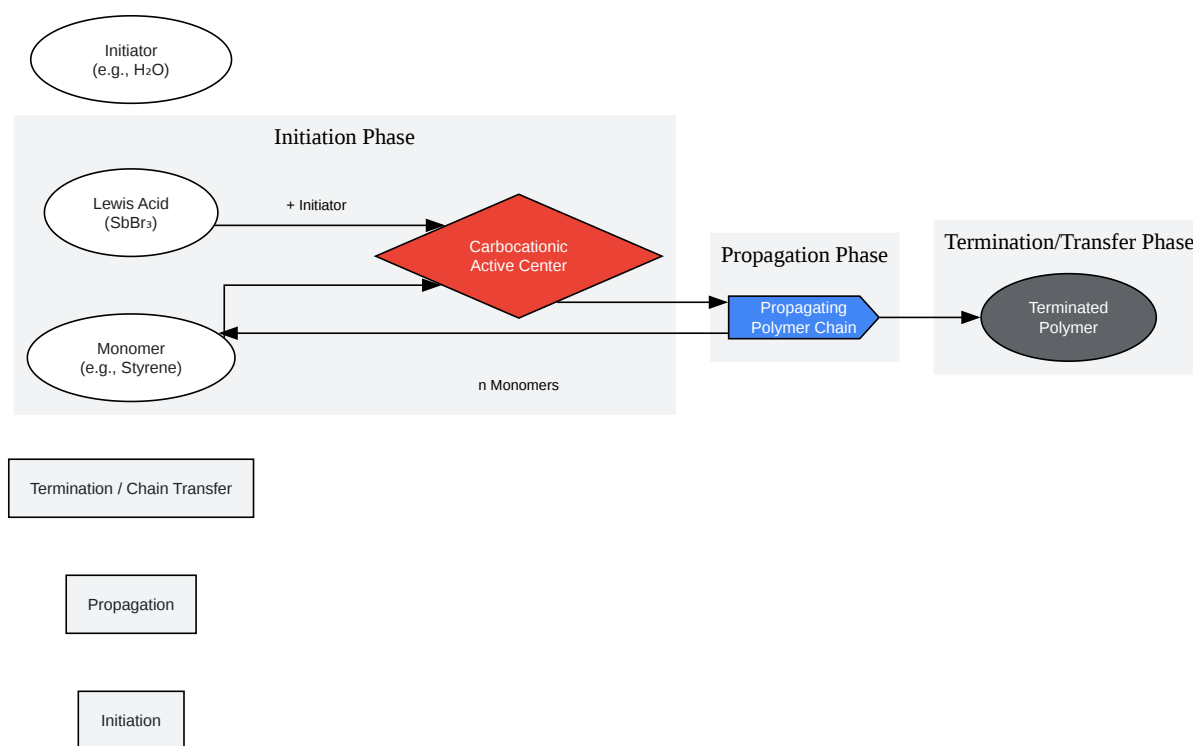 Initiator
(e.g., H₂O)
Initiation Phase
Lewis Acid
(SbBr₃)
+ Initiator
Carbocationic
Active Center
Monomer
(e.g., Styrene)
n Monomers
Propagation Phase
Propagating
Polymer Chain
Termination/Transfer Phase
Terminated
Polymer
Termination / Chain Transfer
Propagation
Initiation